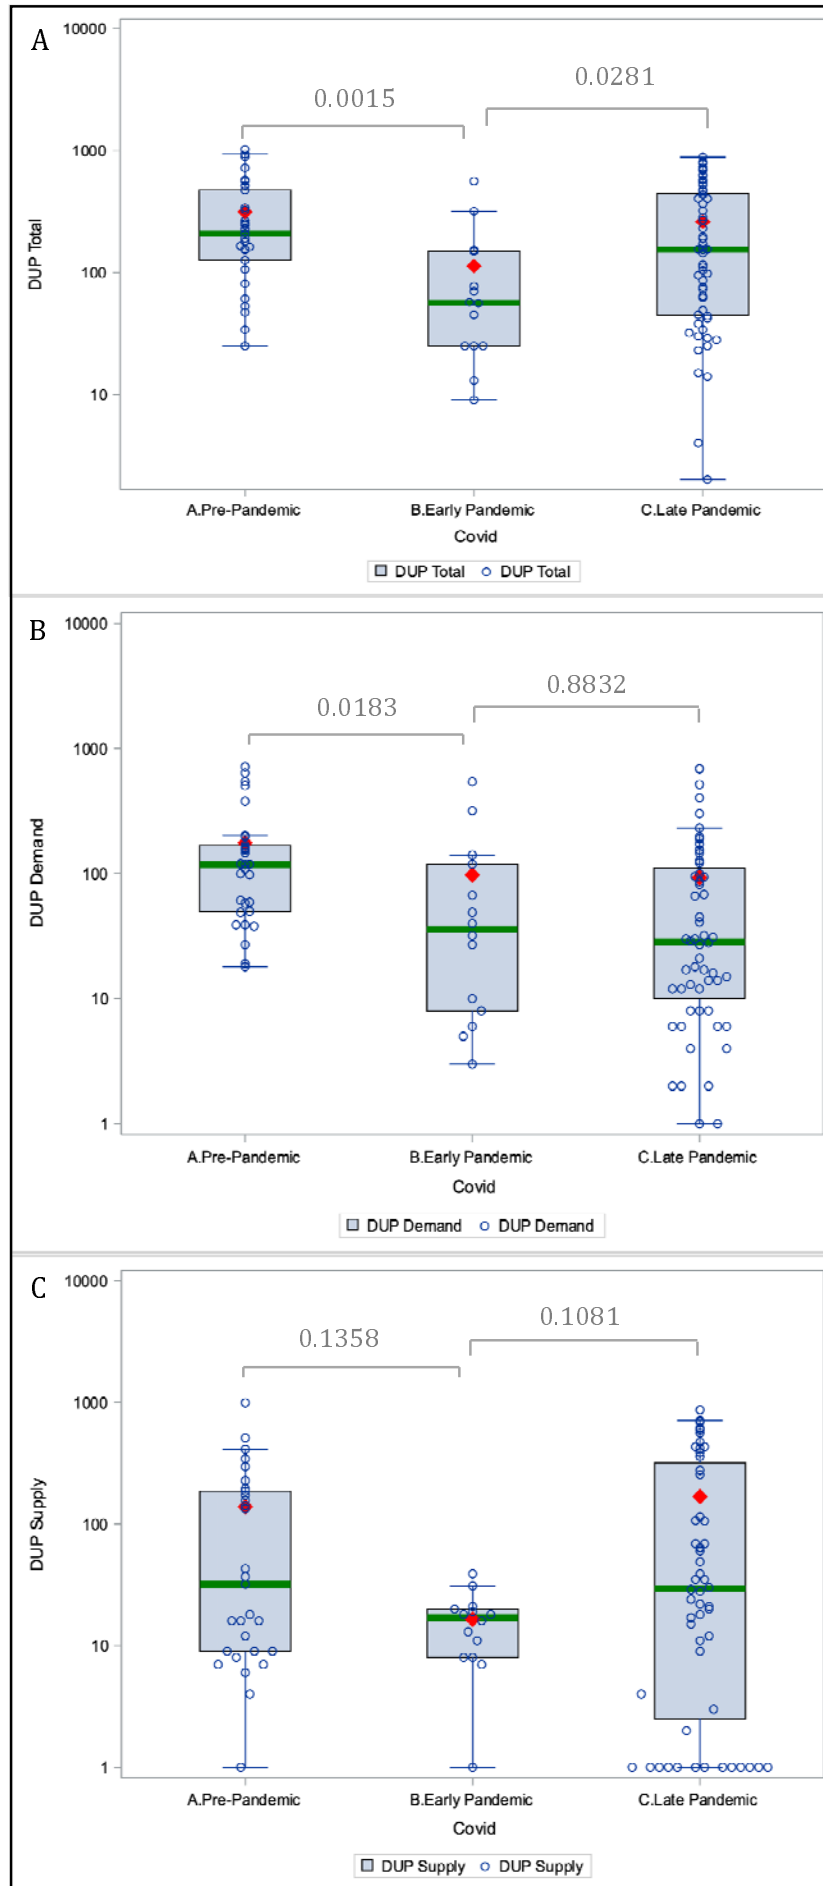 A
10000
0.0281
0.0015
1000
DUP Total
100
10
A.Pre-Pandemic B.Early Pandemic C.Late Pandemic
Covid
DUP Total DUP Total
B
10000
0.8832
0.0183
1000
DUP Demand
100
10
1
A.Pre-Pandemic B.Early Pandemic C.Late Pandemic
Covid
DUP Demand DUP Demand
C
10000
0.1081
0.1358
1000
DUP Supply
100
10
1
A.Pre-Pandemic B.Early Pandemic C.Late Pandemic
Covid
DUP Supply DUP Supply